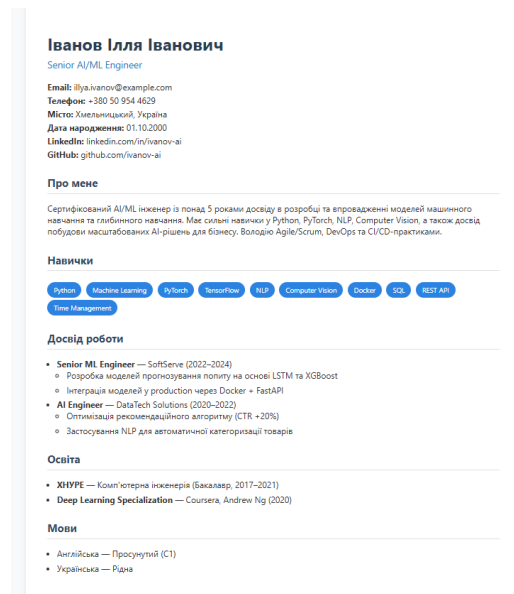 Іванов Ілля Іванович
Senior AI/ML Engineer
Email: illya.ivanov@example.com
Телефон: +380 50 954 4629
Місто: Хмельницький, Україна
Дата народження: 01.10.2000
LinkedIn: linkedin.com/in/ivanov-ai
GitHub: github.com/ivanov-ai
Про мене
Сертифікований AI/ML інженер із понад 5 роками досвіду в розробці та впровадженні моделей машинного
навчання та глибинного навчання. Має сильні навички у Python, PyTorch, NLP, Computer Vision, а також досвід
побудови масштабованих AI-рішень для бізнесу. Володію Agile/Scrum, DevOps та CI/CD-практиками.
Навички
Python Machine Learning PyTorch TensorFlow NLP Computer Vision Docker SQL REST API
Time Management
Досвід роботи
Senior ML Engineer — SoftServe (2022–2024)
Розробка моделей прогнозування попиту на основі LSTM та XGBoost
Інтеграція моделей у production через Docker + FastAPI
AI Engineer — DataTech Solutions (2020–2022)
Оптимізація рекомендаційного алгоритму (CTR +20%)
Застосування NLP для автоматичної категоризації товарів
Освіта
ХНУРЕ — Комп'ютерна інженерія (Бакалавр, 2017–2021)
Deep Learning Specialization — Coursera, Andrew Ng (2020)
Мови
Англійська — Просунутий (C1)
Українська — Рідна